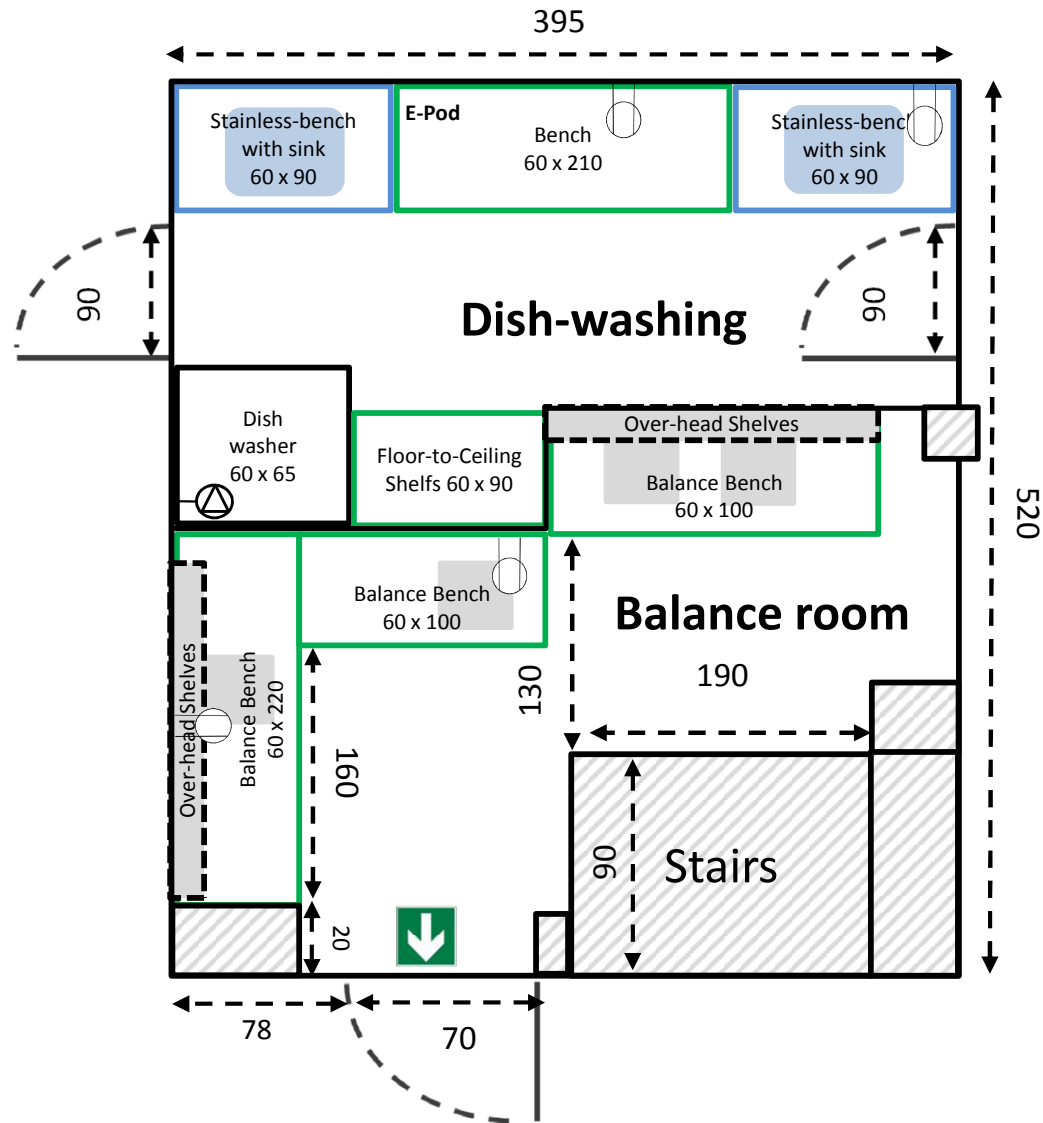 395
Stainless-bench
with sink
60 x 90
E-Pod
Bench
60 x 210
Stainless-bench
with sink
60 x 90
90
90
Dish-washing
Dish
washer
60 x 65
Floor-to-Ceiling
Shelfs 60 x 90
Over-head Shelves
Balance Bench
60 x 100
520
Balance Bench
60 x 100
Balance room
130
190
Over-head Shelves
Balance Bench
60 x 220
160
90
Stairs
20
78
70